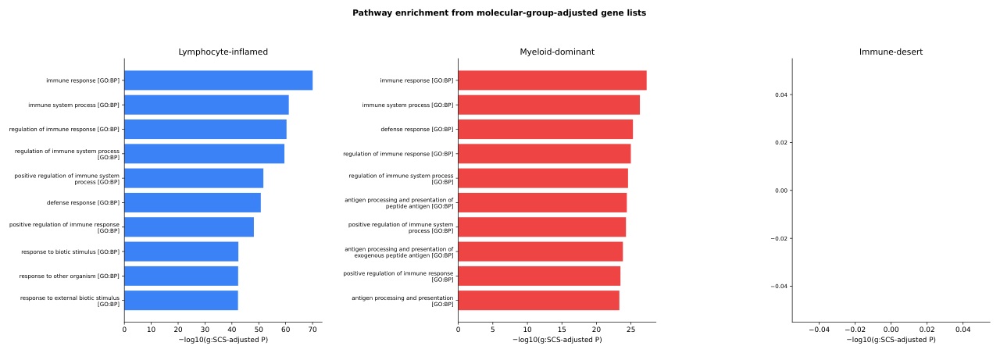 Pathway enrichment from molecular-group-adjusted gene lists
Lymphocyte-inflamed
immune response [GO:BP]
immune system process [GO:BP]
regulation of immune response [GO:BP]
regulation of immune system process
[GO:BP]
positive regulation of immune system
process [GO:BP]
defense response [GO:BP]
positive regulation of immune response
[GO:BP]
response to biotic stimulus [GO:BP]
response to other organism [GO:BP]
response to external biotic stimulus
[GO:BP]
0 10 20 30 40 50 60 70
−log10(g:SCS-adjusted P)
Myeloid-dominant
immune response [GO:BP]
immune system process [GO:BP]
defense response [GO:BP]
regulation of immune response [GO:BP]
regulation of immune system process
[GO:BP]
antigen processing and presentation of
peptide antigen [GO:BP]
positive regulation of immune system
process [GO:BP]
antigen processing and presentation of
exogenous peptide antigen [GO:BP]
positive regulation of immune response
[GO:BP]
antigen processing and presentation
[GO:BP]
0 5 10 15 20 25
−log10(g:SCS-adjusted P)
Immune-desert
0.04
0.02
0.00
−0.02
−0.04
−0.04 −0.02 0.00 0.02 0.04
−log10(g:SCS-adjusted P)